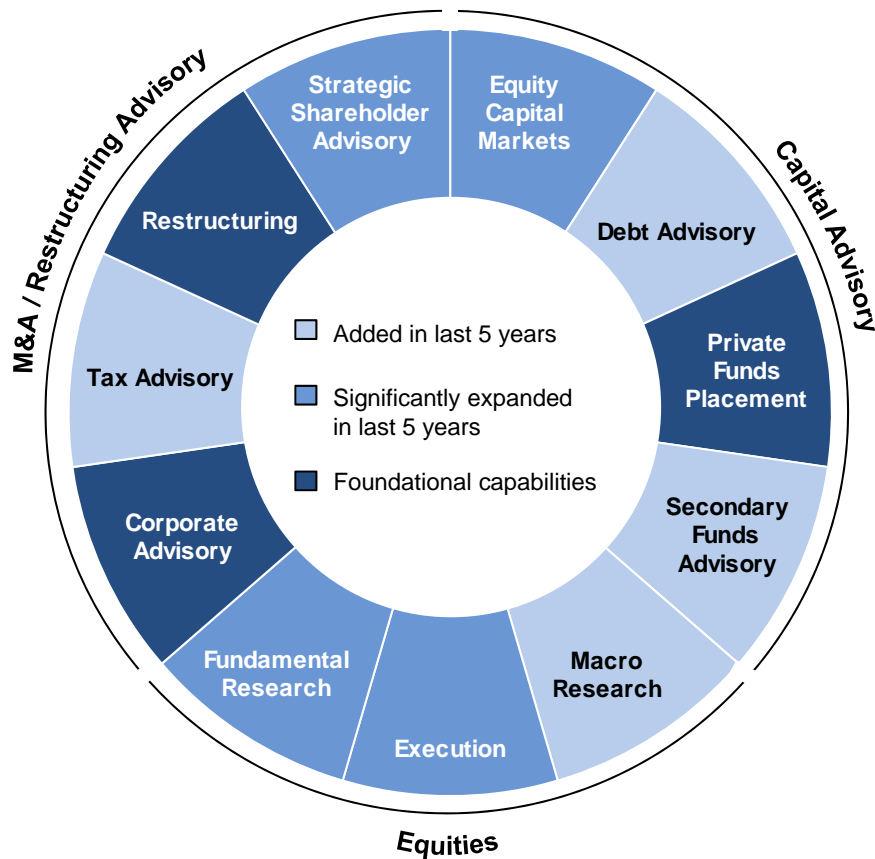 M&A / Restructuring Advisory
Capital Advisory
Equities
Strategic
Shareholder
Advisory
Equity
Capital
Markets
Debt Advisory
Private
Funds
Placement
Secondary
Funds
Advisory
Macro
Research
Execution
Fundamental
Research
Corporate
Advisory
Tax Advisory
Restructuring
Added in last 5 years
Significantly expanded
in last 5 years
Foundational capabilities